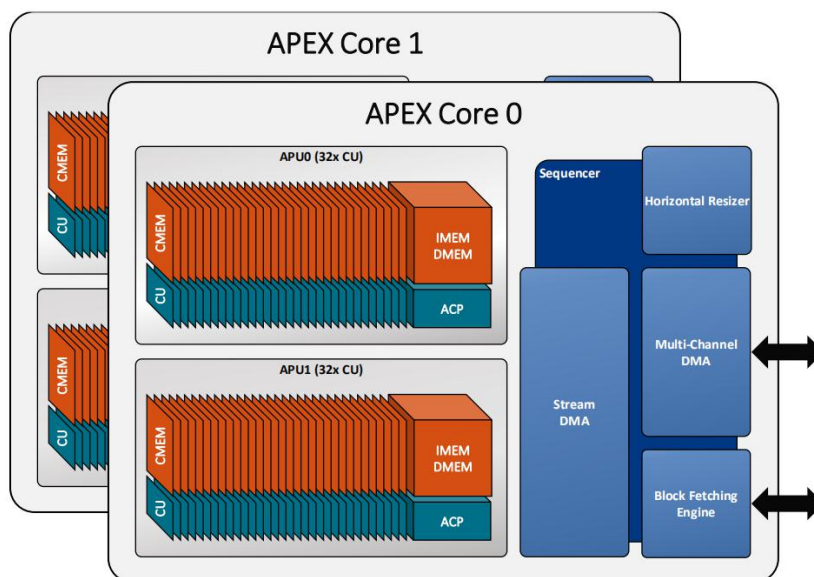 APEX Core 1
CMEM
CU
CMEM
CU
APEX Core 0
APU0 (32x CU)
CMEM
CU
IMEM
DMEM
ACP
APU1 (32x CU)
CMEM
CU
IMEM
DMEM
ACP
Sequencer
Horizontal Resizer
Stream
DMA
Multi-Channel
DMA
Block Fetching
Engine